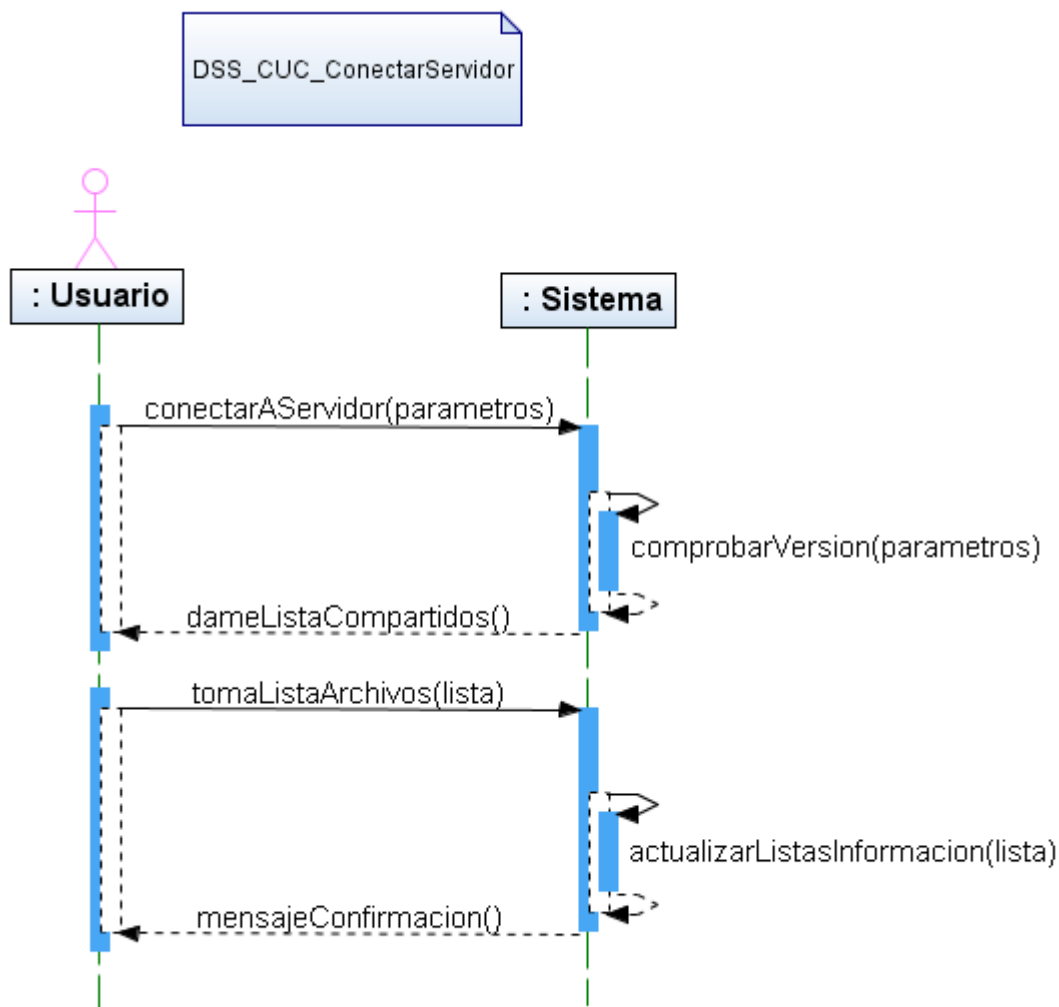 DSS_CUC_ConectarServidor
: Usuario
: Sistema
conectarAServidor(parametros)
comprobarVersion(parametros)
dameListaCompartidos()
tomaListaArchivos(lista)
actualizarListasInformacion(lista)
mensajeConfirmacion()